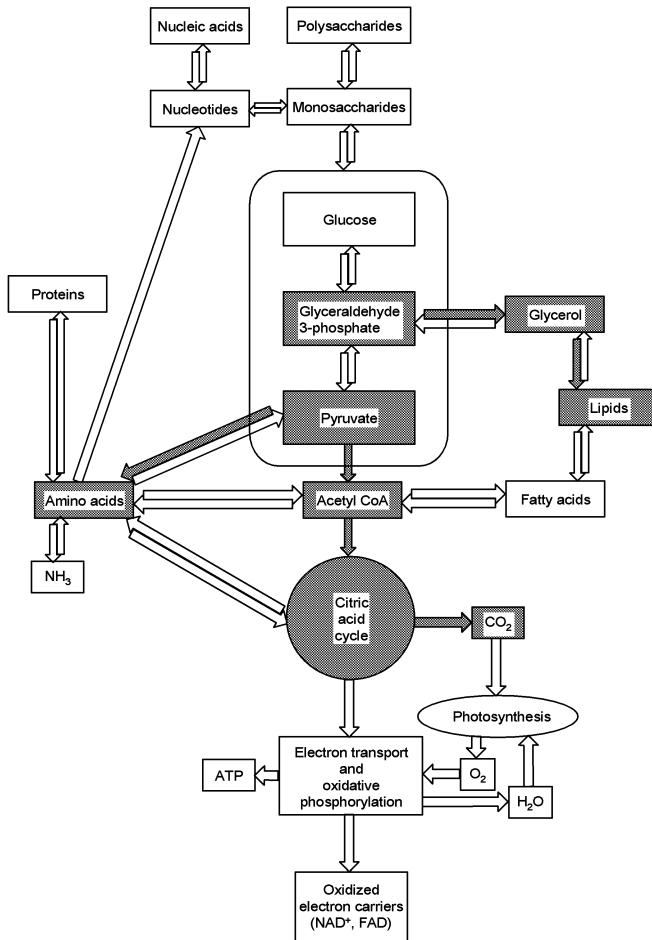 Nucleic acids
Polysaccharides
Nucleotides
Monosaccharides
Glucose
Proteins
Glyceraldehyde
3-phosphate
Glycerol
Pyruvate
Lipids
Amino acids
Acetyl CoA
Fatty acids
NH₃
Citric
acid
cycle
CO₂
Photosynthesis
Electron transport
and
oxidative
phosphorylation
ATP
O₂
H₂O
Oxidized
electron carriers
(NAD⁺, FAD)